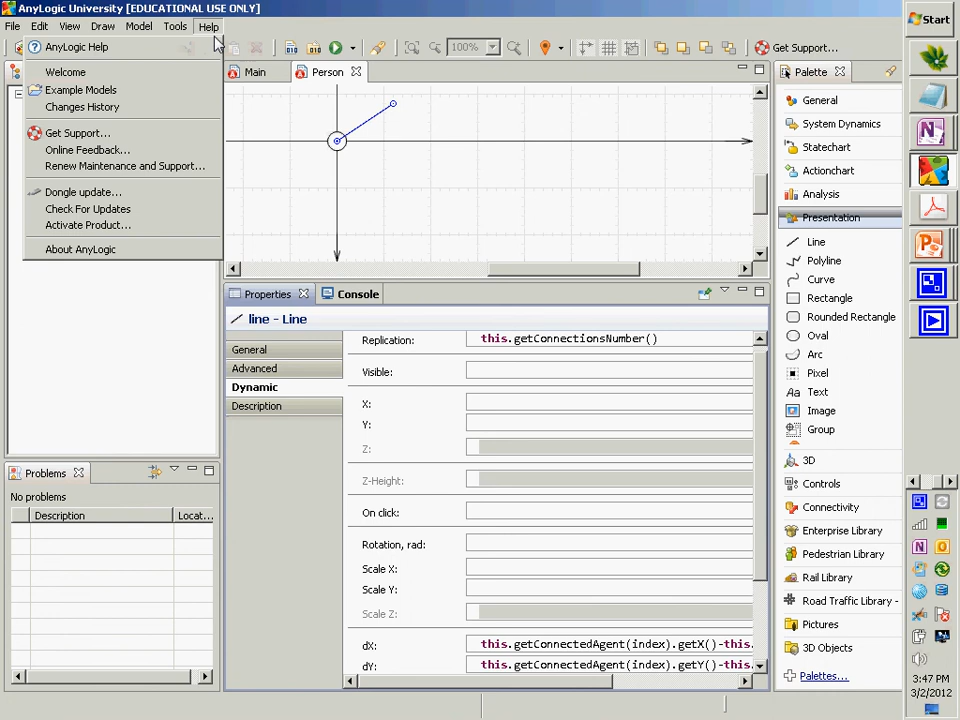 AnyLogic University [EDUCATIONAL USE ONLY]
File Edit View Draw Model Tools Help
AnyLogic Help
Welcome
Example Models
Changes History
Get Support...
Online Feedback...
Renew Maintenance and Support...
Dongle update...
Check For Updates
Activate Product...
About AnyLogic
100%
Get Support...
Main
Person
Properties
Console
line - Line
General
Advanced
Dynamic
Description
Replication: this.getConnectionsNumber()
Visible:
X:
Y:
Z:
Z-Height:
On click:
Rotation, rad:
Scale X:
Scale Y:
Scale Z:
dX: this.getConnectedAgent(index).getX()-this.
dY: this.getConnectedAgent(index).getY()-this.
Problems
No problems
Description Locat...
Palette
General
System Dynamics
Statechart
Actionchart
Analysis
Presentation
Line
Polyline
Curve
Rectangle
Rounded Rectangle
Oval
Arc
Pixel
Text
Image
Group
3D
Controls
Connectivity
Enterprise Library
Pedestrian Library
Rail Library
Road Traffic Library -
Pictures
3D Objects
Palettes...
Start
3:47 PM
3/2/2012